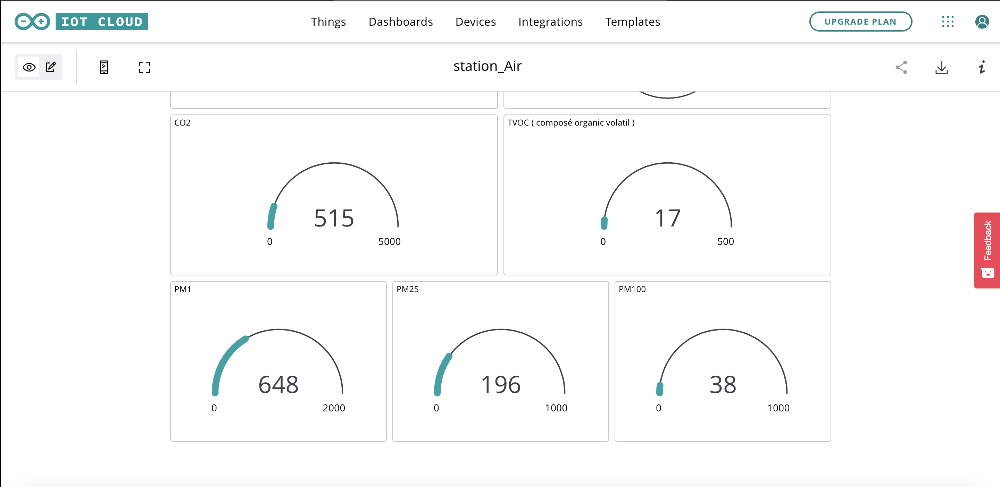 IOT CLOUD
Things Dashboards Devices Integrations Templates
UPGRADE PLAN
station_Air
CO2
515
0 5000
TVOC ( composé organic volatil )
17
0 500
PM1
648
0 2000
PM25
196
0 1000
PM100
38
0 1000
Feedback